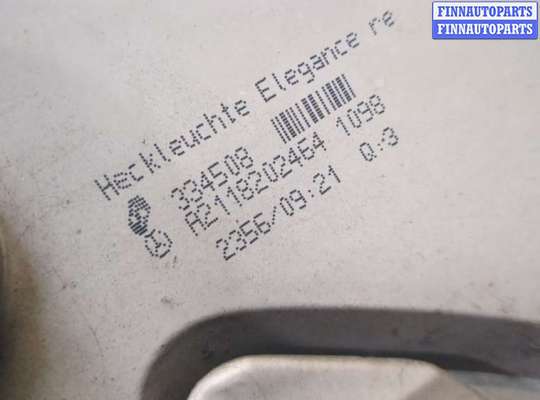 FINNAUTOPARTS
FINNAUTOPARTS
Heckleuchte Elegance re
334508
A2118202464 1098
2356/09:21 Q:3